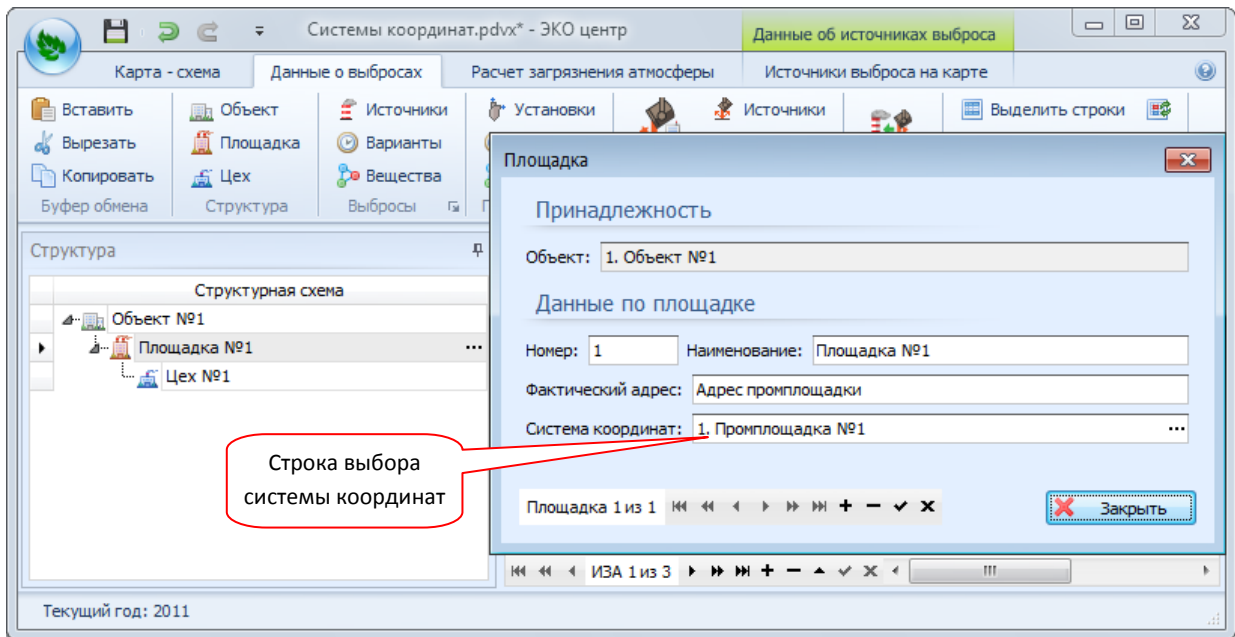 Системы координат.pdvx* - ЭКО центр
Данные об источниках выброса
Карта - схема Данные о выбросах Расчет загрязнения атмосферы Источники выброса на карте
Вставить Объект Источники Установки Источники Выделить строки
Вырезать Площадка Варианты
Копировать Цех Вещества
Буфер обмена Структура Выбросы
Площадка
Принадлежность
Объект: 1. Объект №1
Данные по площадке
Номер: 1 Наименование: Площадка №1
Фактический адрес: Адрес промплощадки
Система координат: 1. Промплощадка №1 ...
Площадка 1 из 1
Закрыть
Структура
Структурная схема
Объект №1
Площадка №1 ...
Цех №1
Строка выбора
системы координат
ИЗА 1 из 3
Текущий год: 2011